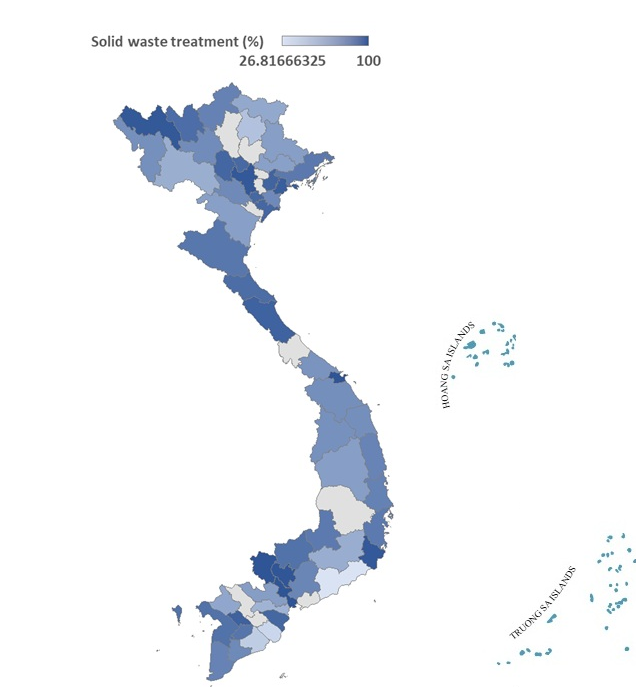 Solid waste treatment (%)
26.81666325 100
HOANG SA ISLANDS
TRUONG SA ISLANDS